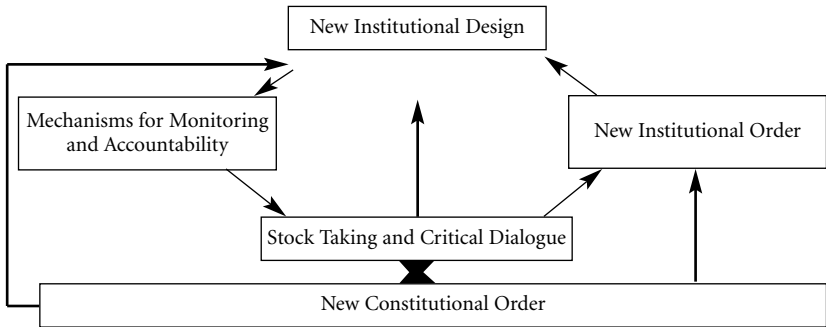 New Institutional Design
Mechanisms for Monitoring
and Accountability
New Institutional Order
Stock Taking and Critical Dialogue
New Constitutional Order